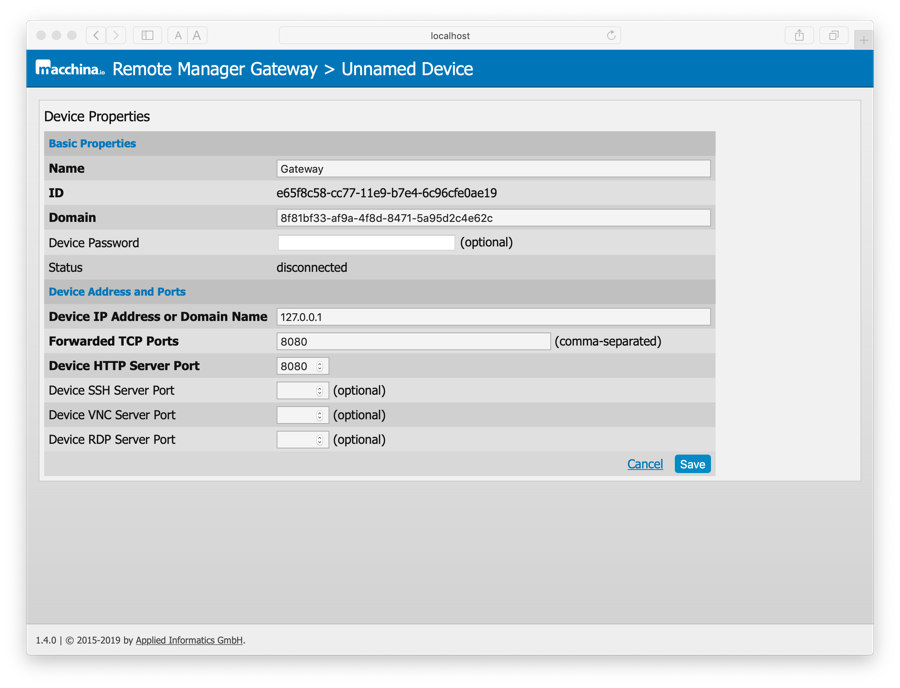 A A localhost
macchina.io Remote Manager Gateway > Unnamed Device
Device Properties
Basic Properties
Name Gateway
ID e65f8c58-cc77-11e9-b7e4-6c96cfe0ae19
Domain 8f81bf33-af9a-4f8d-8471-5a95d2c4e62c
Device Password (optional)
Status disconnected
Device Address and Ports
Device IP Address or Domain Name 127.0.0.1
Forwarded TCP Ports 8080 (comma-separated)
Device HTTP Server Port 8080
Device SSH Server Port (optional)
Device VNC Server Port (optional)
Device RDP Server Port (optional)
Cancel Save
1.4.0 | © 2015-2019 by Applied Informatics GmbH.